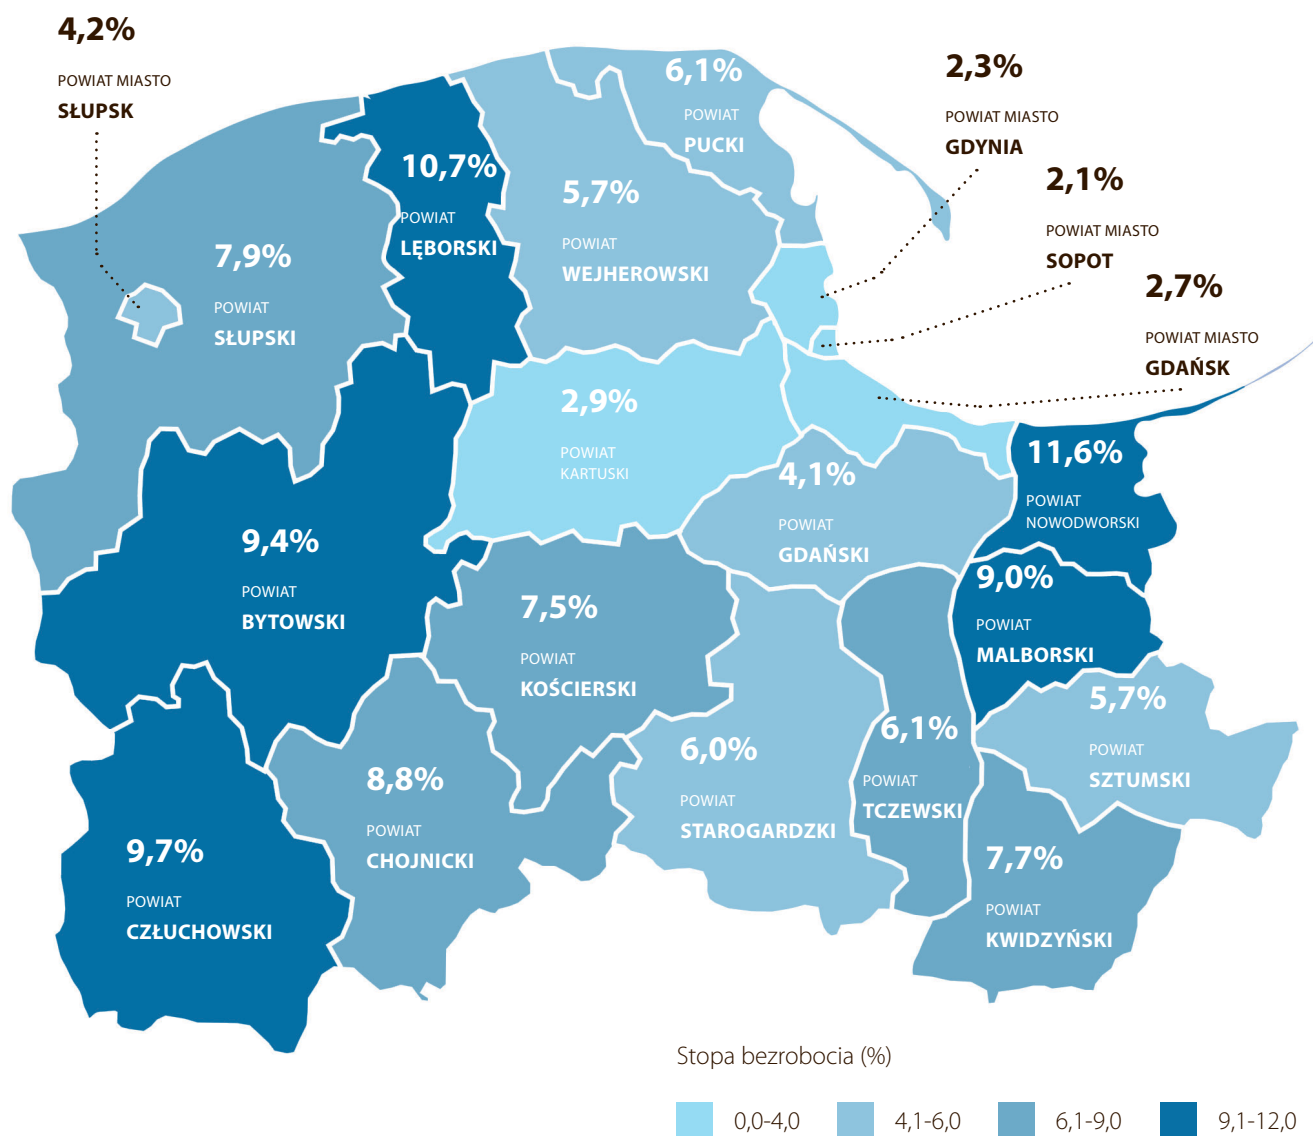 4,2%
POWIAT MIASTO
SŁUPSK
6,1%
POWIAT
PUCKI
2,3%
POWIAT MIASTO
GDYNIA
10,7%
POWIAT
LĘBORSKI
5,7%
POWIAT
WEJHEROWSKI
2,1%
POWIAT MIASTO
SOPOT
7,9%
POWIAT
SŁUPSKI
2,7%
POWIAT MIASTO
GDAŃSK
2,9%
POWIAT
KARTUSKI
4,1%
POWIAT
GDAŃSKI
11,6%
POWIAT
NOWODWORSKI
9,4%
POWIAT
BYTOWSKI
7,5%
POWIAT
KOŚCIERSKI
9,0%
POWIAT
MALBORSKI
5,7%
POWIAT
SZTUMSKI
6,0%
POWIAT
STAROGARDZKI
6,1%
POWIAT
TCZEWSKI
8,8%
POWIAT
CHOJNICKI
9,7%
POWIAT
CZŁUCHOWSKI
7,7%
POWIAT
KWIDZYŃSKI
Stopa bezrobocia (%)
0,0-4,0
4,1-6,0
6,1-9,0
9,1-12,0